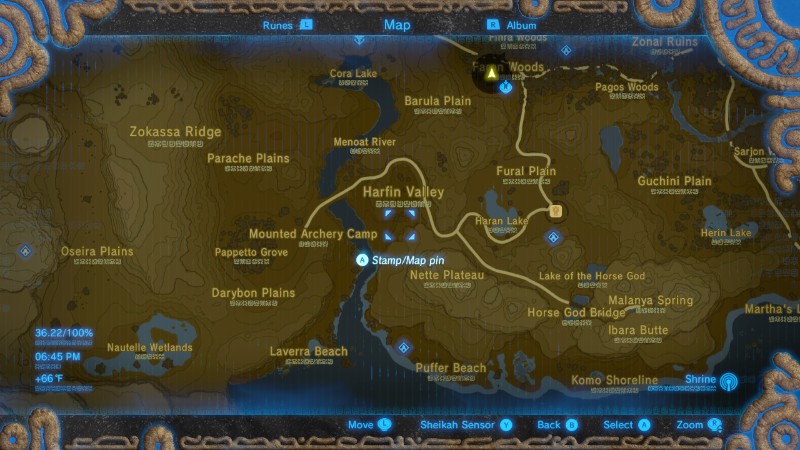 Runes L
Map
R Album
Zonai Ruins
Cora Lake
Faron Woods
Pagos Woods
Barula Plain
Zokassa Ridge
Menoat River
Parache Plains
Fural Plain
Guchini Plain
Harfin Valley
Haran Lake
Herin Lake
Mounted Archery Camp
Oseira Plains
Pappetto Grove
A Stamp/Map pin
Nette Plateau
Lake of the Horse God
Darybon Plains
Malanya Spring
Horse God Bridge
Martha's L
36.22/100%
Ibara Butte
06:45 PM
Nautelle Wetlands
Laverra Beach
+66°F
Puffer Beach
Komo Shoreline
Shrine
Move L
Sheikah Sensor Y
Back B
Select A
Zoom R